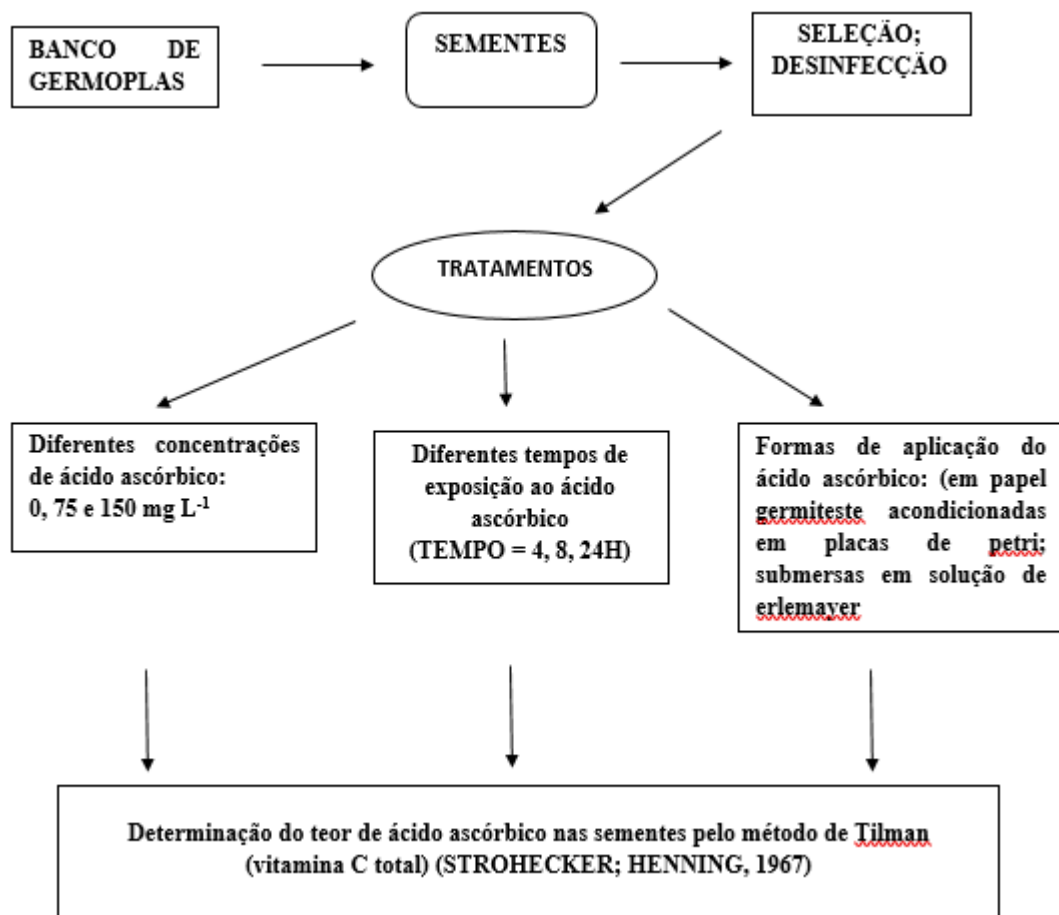 BANCO DE
GERMOPLAS
SEMENTES
SELEÇÃO;
DESINFECÇÃO
TRATAMENTOS
Diferentes concentrações
de ácido ascórbico:
0, 75 e 150 mg L⁻¹
Diferentes tempos de
exposição ao ácido
ascórbico
(TEMPO = 4, 8, 24H)
Formas de aplicação do
ácido ascórbico: (em papel
germiteste acondicionadas
em placas de petri;
submersas em solução de
erlemayer
Determinação do teor de ácido ascórbico nas sementes pelo método de Tilman
(vitamina C total) (STROHECKER; HENNING, 1967)